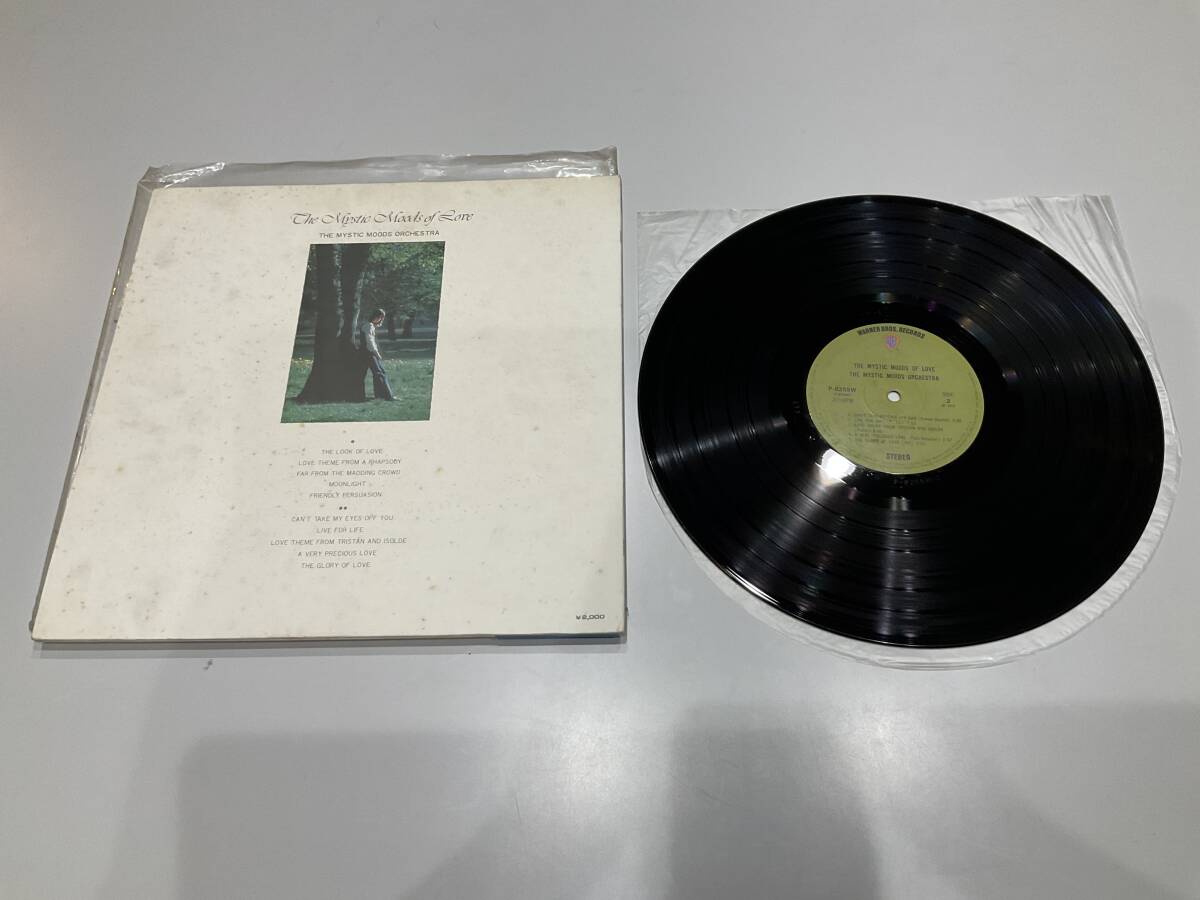 The Mystic Moods of Love
THE MYSTIC MOODS ORCHESTRA
THE LOOK OF LOVE
LOVE THEME FROM A RHAPSODY
FAR FROM THE MADDING CROWD
MOONLIGHT
FRIENDLY PERSUASION
CAN'T TAKE MY EYES OFF YOU
LIVE FOR LIFE
LOVE THEME FROM TRISTAN AND ISOLDE
A VERY PRECIOUS LOVE
THE GLORY OF LOVE
¥2,000
WARNER BROS. RECORDS
THE MYSTIC MOODS OF LOVE
THE MYSTIC MOODS ORCHESTRA
STEREO